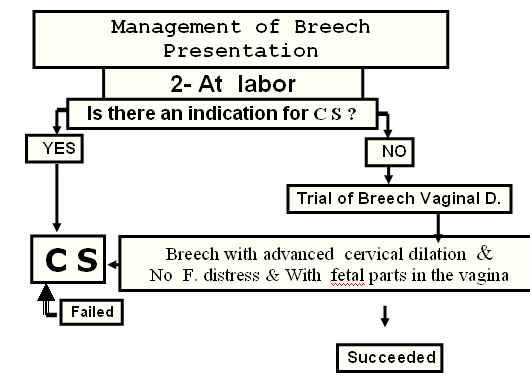 Management of Breech
Presentation
2- At labor
Is there an indication for C S ?
YES
NO
Trial of Breech Vaginal D.
C S
Breech with advanced cervical dilation &
No F. distress & With fetal parts in the vagina
Failed
Succeeded